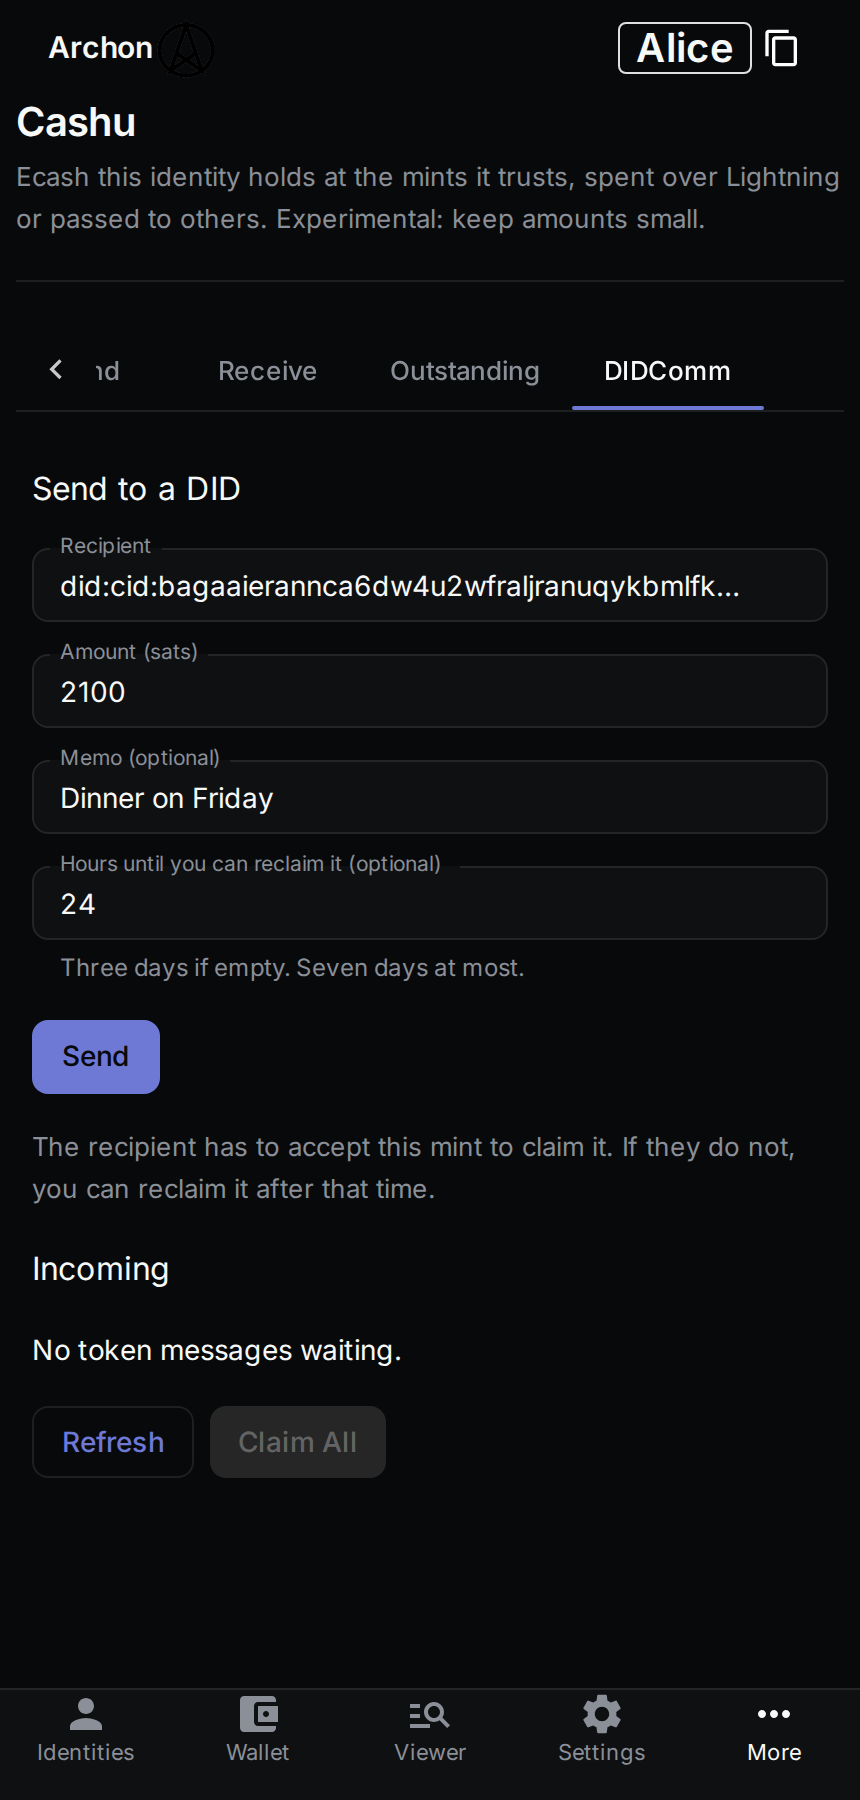 Archon
Alice
Cashu
Ecash this identity holds at the mints it trusts, spent over Lightning
or passed to others. Experimental: keep amounts small.
nd
Receive
Outstanding
DIDComm
Send to a DID
Recipient
did:cid:bagaaierannca6dw4u2wfraljranuqykbmlfk...
Amount (sats)
2100
Memo (optional)
Dinner on Friday
Hours until you can reclaim it (optional)
24
Three days if empty. Seven days at most.
Send
The recipient has to accept this mint to claim it. If they do not,
you can reclaim it after that time.
Incoming
No token messages waiting.
Refresh
Claim All
Identities
Wallet
Viewer
Settings
More